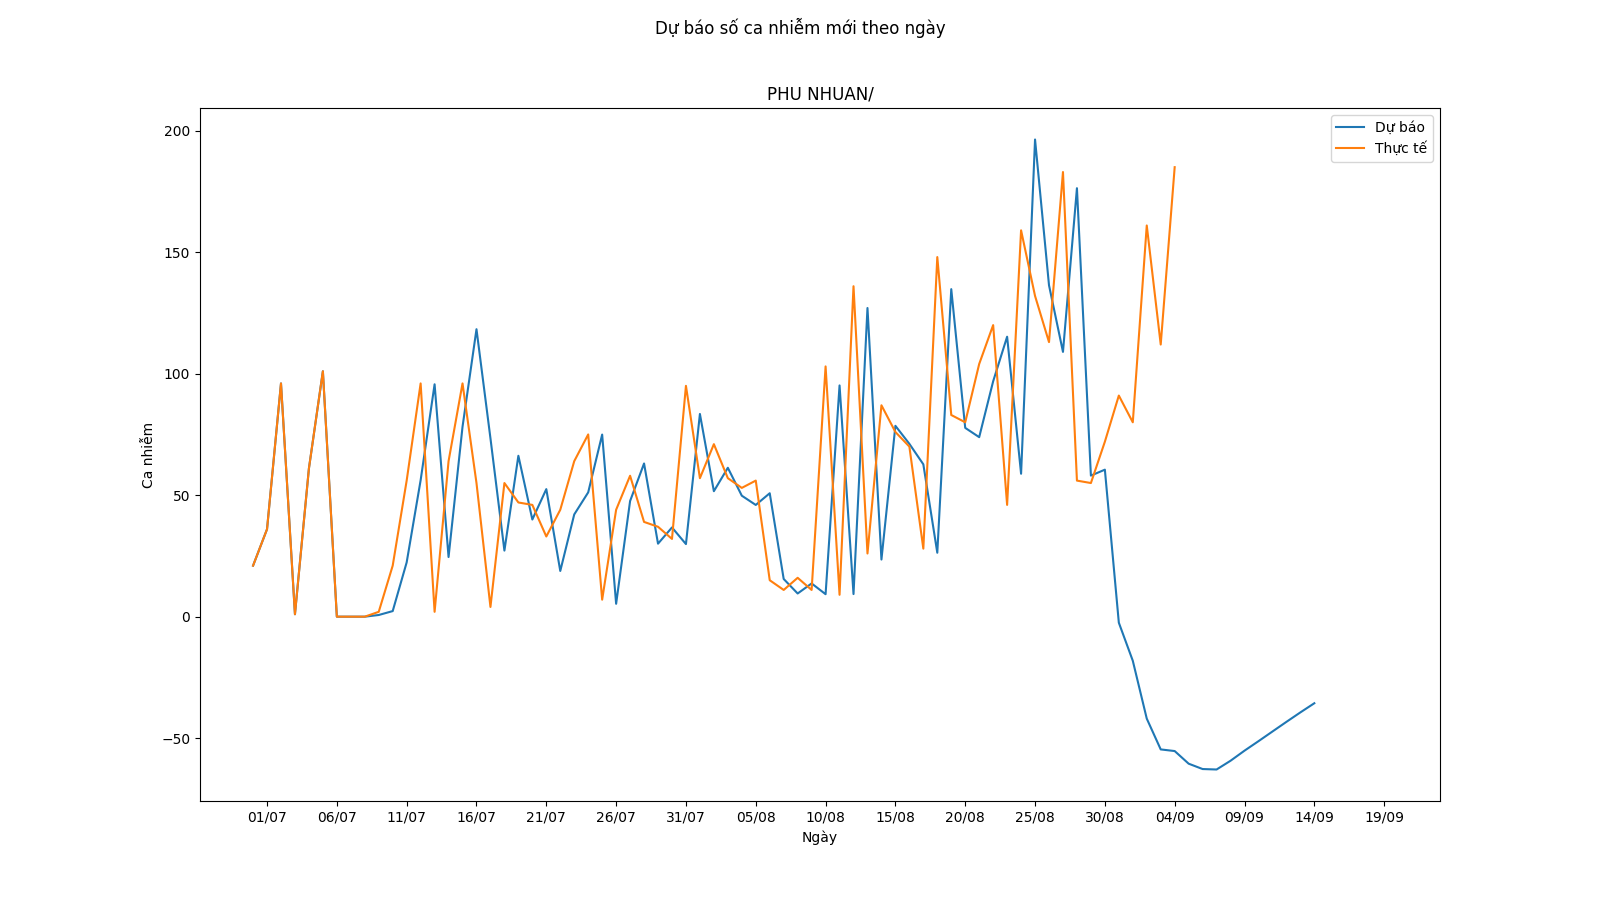 Dự báo số ca nhiễm mới theo ngày
PHU NHUAN/
Dự báo
Thực tế
200
150
100
50
0
−50
Ca nhiễm
01/07 06/07 11/07 16/07 21/07 26/07 31/07 05/08 10/08 15/08 20/08 25/08 30/08 04/09 09/09 14/09 19/09
Ngày